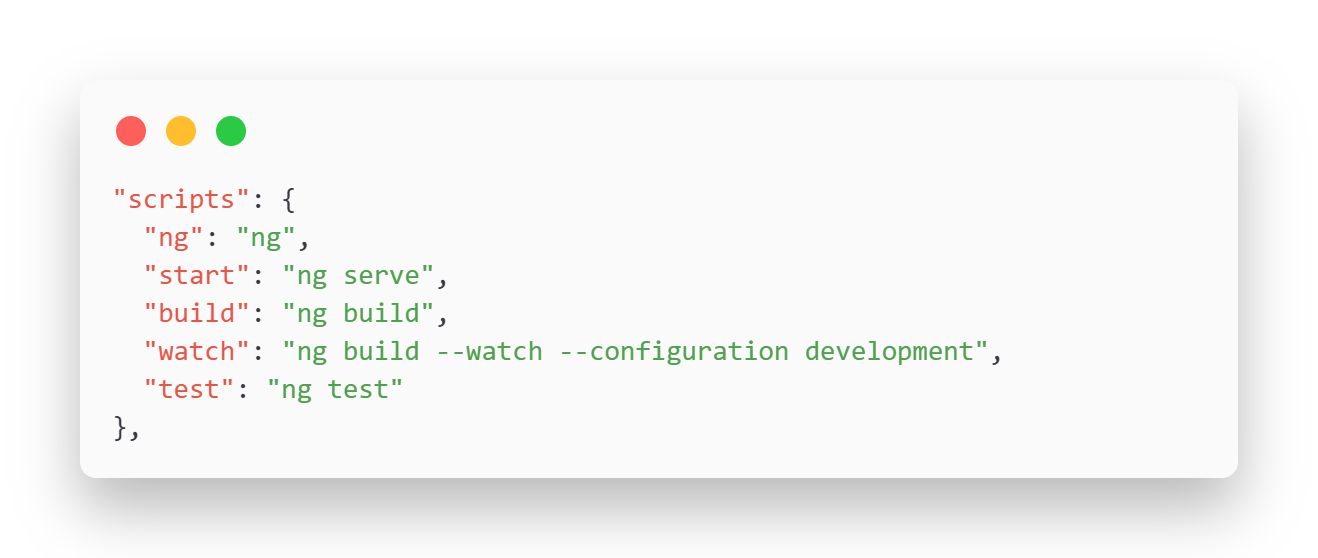 "scripts": {
  "ng": "ng",
  "start": "ng serve",
  "build": "ng build",
  "watch": "ng build --watch --configuration development",
  "test": "ng test"
},